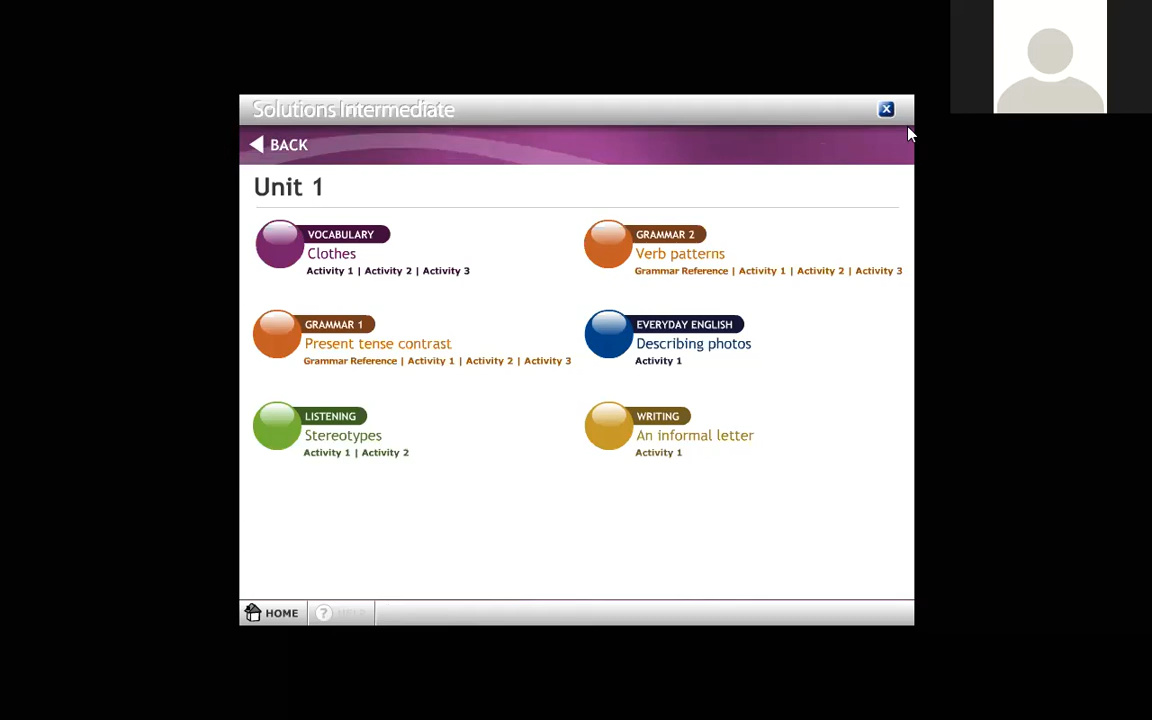 Solutions Intermediate
BACK
Unit 1
VOCABULARY
Clothes
Activity 1 | Activity 2 | Activity 3
GRAMMAR 2
Verb patterns
Grammar Reference | Activity 1 | Activity 2 | Activity 3
GRAMMAR 1
Present tense contrast
Grammar Reference | Activity 1 | Activity 2 | Activity 3
EVERYDAY ENGLISH
Describing photos
Activity 1
LISTENING
Stereotypes
Activity 1 | Activity 2
WRITING
An informal letter
Activity 1
HOME
? HELP